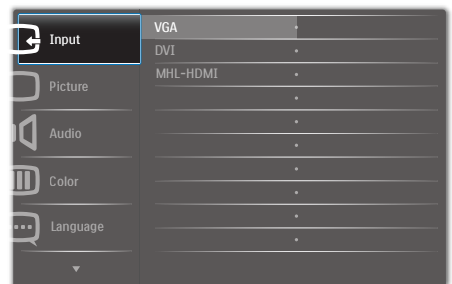 Input
Picture
Audio
Color
Language
VGA
DVI
MHL-HDMI